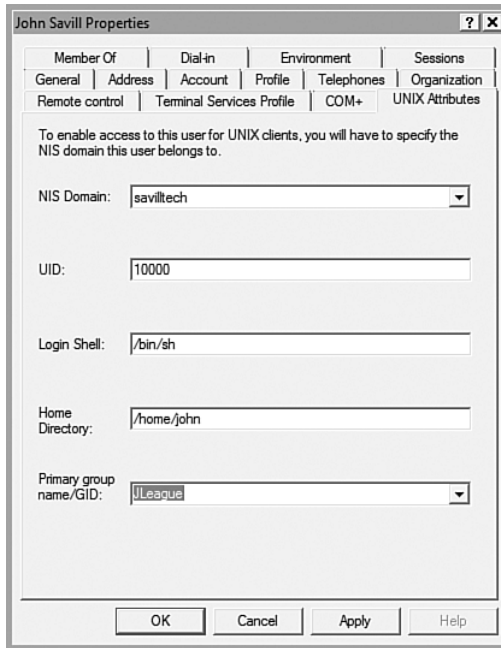 John Savill Properties
Member Of
Dial-in
Environment
Sessions
General
Address
Account
Profile
Telephones
Organization
Remote control
Terminal Services Profile
COM+
UNIX Attributes
To enable access to this user for UNIX clients, you will have to specify the
NIS domain this user belongs to.
NIS Domain:
savilltech
UID:
10000
Login Shell:
/bin/sh
Home
Directory:
/home/john
Primary group
name/GID:
JLeague
OK
Cancel
Apply
Help